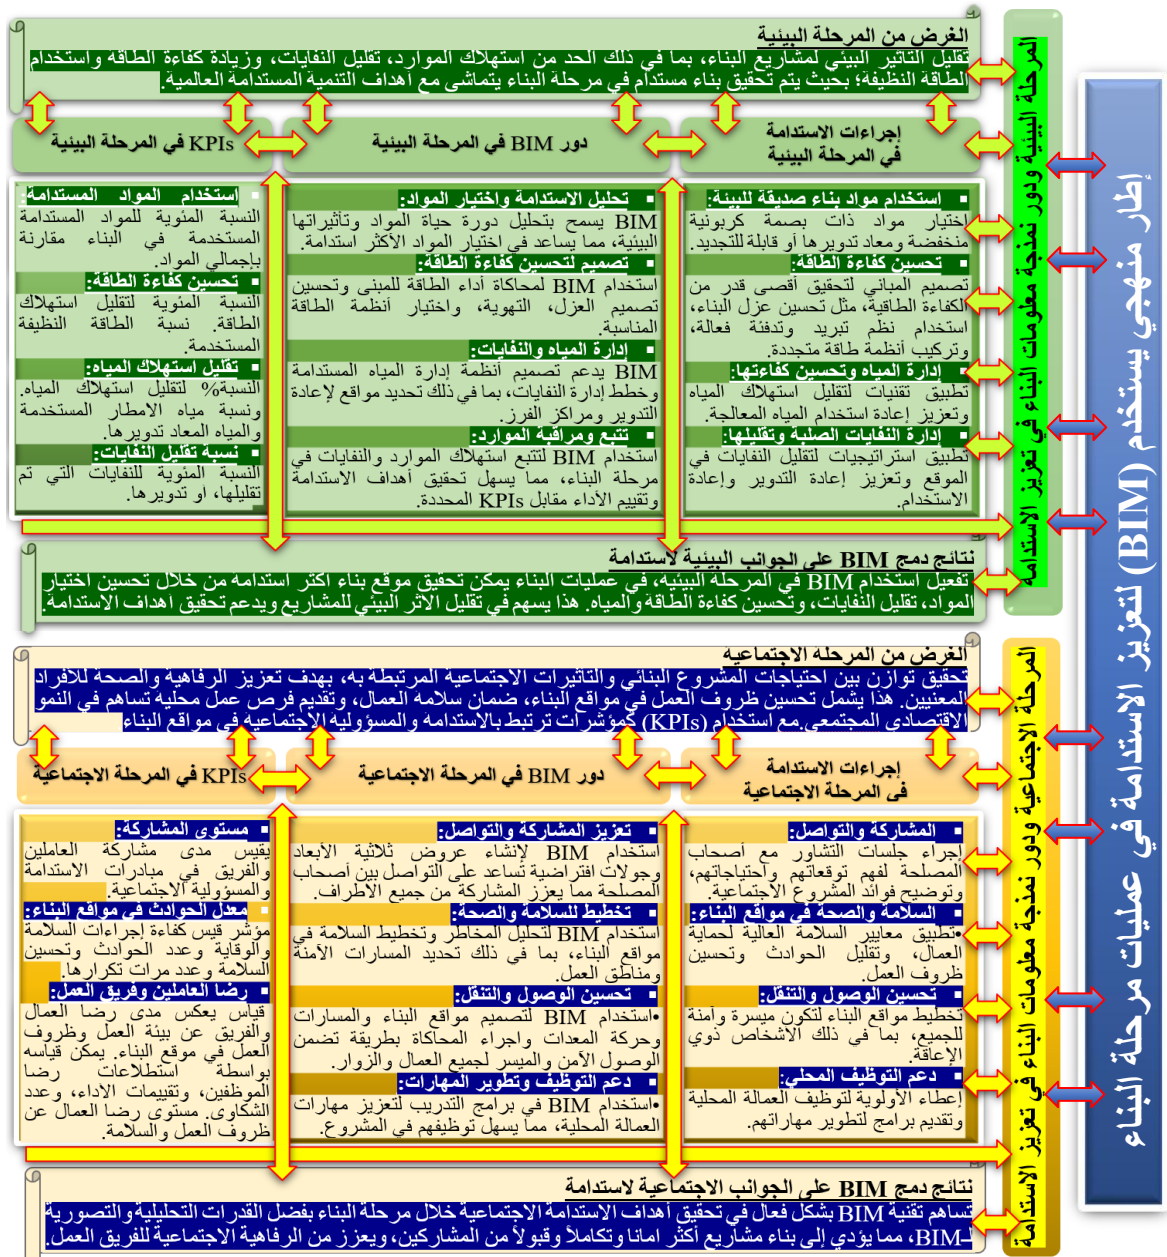 إطار منهجي يستخدم (BIM) لتعزيز الاستدامة في عمليات مرحلة البناء
المرحلة البيئية ودور نمذجة معلومات البناء في تعزيز الاستدامة
الغرض من المرحلة البيئية
تقليل التأثير البيئي لمشاريع البناء، بما في ذلك الحد من استهلاك الموارد، تقليل النفايات، وزيادة كفاءة الطاقة واستخدام
الطاقة النظيفة؛ بحيث يتم تحقيق بناء مستدام في مرحلة البناء يتماشى مع أهداف التنمية المستدامة العالمية.
إجراءات الاستدامة
في المرحلة البيئية
دور BIM في المرحلة البيئية
KPIs في المرحلة البيئية
▪ استخدام مواد بناء صديقة للبيئة:
اختيار مواد ذات بصمة كربونية
منخفضة ومعاد تدويرها أو قابلة للتجديد.
▪ تحسين كفاءة الطاقة:
تصميم المباني لتحقيق أقصى قدر من
الكفاءة الطاقية، مثل تحسين عزل البناء،
استخدام نظم تبريد وتدفئة فعالة،
وتركيب أنظمة طاقة متجددة.
▪ إدارة المياه وتحسين كفاءتها:
تطبيق تقنيات لتقليل استهلاك المياه
وتعزيز إعادة استخدام المياه المعالجة.
▪ إدارة النفايات الصلبة وتقليلها:
تطبيق استراتيجيات لتقليل النفايات في
الموقع وتعزيز إعادة التدوير وإعادة
الاستخدام.
▪ تحليل الاستدامة واختيار المواد:
BIM يسمح بتحليل دورة حياة المواد وتأثيراتها
البيئية، مما يساعد في اختيار المواد الأكثر استدامة.
▪ تصميم لتحسين كفاءة الطاقة:
استخدام BIM لمحاكاة أداء الطاقة للمبنى وتحسين
تصميم العزل، التهوية، واختيار أنظمة الطاقة
المناسبة.
▪ إدارة المياه والنفايات:
BIM يدعم تصميم أنظمة إدارة المياه المستدامة
وخطط إدارة النفايات، بما في ذلك تحديد مواقع لإعادة
التدوير ومراكز الفرز.
▪ تتبع ومراقبة الموارد:
استخدام BIM لتتبع استهلاك الموارد والنفايات في
مرحلة البناء، مما يسهل تحقيق أهداف الاستدامة
وتقييم الأداء مقابل KPIs المحددة.
▪ استخدام المواد المستدامة:
النسبة المئوية للمواد المستدامة
المستخدمة في البناء مقارنة
بإجمالي المواد.
▪ تحسين كفاءة الطاقة:
النسبة المئوية لتقليل استهلاك
الطاقة. نسبة الطاقة النظيفة
المستخدمة.
▪ تقليل استهلاك المياه:
النسبة% لتقليل استهلاك المياه.
ونسبة مياه الامطار المستخدمة
والمياه المعاد تدويرها.
▪ نسبة تقليل النفايات:
النسبة المئوية للنفايات التي تم
تقليلها، أو تدويرها.
نتائج دمج BIM على الجوانب البيئية لاستدامة
تفعيل استخدام BIM في المرحلة البيئية، في عمليات البناء يمكن تحقيق موقع بناء أكثر استدامة من خلال تحسين اختيار
المواد، تقليل النفايات، وتحسين كفاءة الطاقة والمياه. هذا يسهم في تقليل الأثر البيئي للمشاريع ويدعم تحقيق أهداف الاستدامة.
المرحلة الاجتماعية ودور نمذجة معلومات البناء في تعزيز الاستدامة
الغرض من المرحلة الاجتماعية
تحقيق توازن بين احتياجات المشروع البنائي والتأثيرات الاجتماعية المرتبطة به، بهدف تعزيز الرفاهية والصحة للأفراد
المعنيين. هذا يشمل تحسين ظروف العمل في مواقع البناء، ضمان سلامة العمال، وتقديم فرص عمل محلية تساهم في النمو
الاقتصادي المجتمعي.مع استخدام (KPIs) كمؤشرات ترتبط بالاستدامة والمسؤولية الاجتماعية في مواقع البناء
إجراءات الاستدامة
في المرحلة الاجتماعية
دور BIM في المرحلة الاجتماعية
KPIs في المرحلة الاجتماعية
▪ المشاركة والتواصل:
إجراء جلسات التشاور مع أصحاب
المصلحة لفهم توقعاتهم واحتياجاتهم،
وتوضيح فوائد المشروع الاجتماعية.
▪ السلامة والصحة في مواقع البناء:
•تطبيق معايير السلامة العالية لحماية
العمال، وتقليل الحوادث وتحسين
ظروف العمل.
▪ تحسين الوصول والتنقل:
تخطيط مواقع البناء لتكون ميسرة وآمنة
للجميع، بما في ذلك الأشخاص ذوي
الإعاقة.
▪ دعم التوظيف المحلي:
إعطاء الأولوية لتوظيف العمالة المحلية
وتقديم برامج لتطوير مهاراتهم.
▪ تعزيز المشاركة والتواصل:
استخدام BIM لإنشاء عروض ثلاثية الأبعاد
وجولات افتراضية تساعد على التواصل بين أصحاب
المصلحة مما يعزز المشاركة من جميع الأطراف.
▪ تخطيط للسلامة والصحة:
استخدام BIM لتحليل المخاطر وتخطيط السلامة في
مواقع البناء، بما في ذلك تحديد المسارات الآمنة
ومناطق العمل.
▪ تحسين الوصول والتنقل:
•استخدام BIM لتصميم مواقع البناء والمسارات
وحركة المعدات واجراء المحاكاة بطريقة تضمن
الوصول الآمن والميسر لجميع العمال والزوار.
▪ دعم التوظيف وتطوير المهارات:
•استخدام BIM في برامج التدريب لتعزيز مهارات
العمالة المحلية، مما يسهل توظيفهم في المشروع.
▪ مستوى المشاركة:
يقيس مدى مشاركة العاملين
والفريق في مبادرات الاستدامة
والمسؤولية الاجتماعية.
▪ معدل الحوادث في مواقع البناء:
مؤشر قيس كفاءة إجراءات السلامة
والوقاية وعدد الحوادث وتحسين
السلامة وعدد مرات تكرارها.
▪ رضا العاملين وفريق العمل:
قياس يعكس مدى رضا العمال
والفريق عن بيئة العمل وظروف
العمل في موقع البناء. يمكن قياسه
بواسطة استطلاعات رضا
الموظفين، وتقييمات الاداء، وعدد
الشكاوى. مستوى رضا العمال عن
ظروف العمل والسلامة.
نتائج دمج BIM على الجوانب الاجتماعية لاستدامة
تساهم تقنية BIM بشكل فعال في تحقيق أهداف الاستدامة الاجتماعية خلال مرحلة البناء بفضل القدرات التحليلية والتصورية
لـBIM، مما يؤدي إلى بناء مشاريع أكثر امانا وتكاملاً وقبولاً من المشاركين، ويعزز من الرفاهية الاجتماعية للفريق العمل.